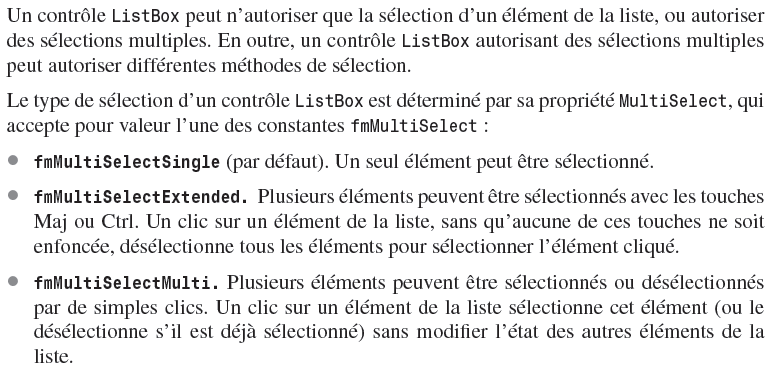 Un contrôle ListBox peut n’autoriser que la sélection d’un élément de la liste, ou autoriser
des sélections multiples. En outre, un contrôle ListBox autorisant des sélections multiples
peut autoriser différentes méthodes de sélection.
Le type de sélection d’un contrôle ListBox est déterminé par sa propriété MultiSelect, qui
accepte pour valeur l’une des constantes fmMultiSelect :
● fmMultiSelectSingle (par défaut). Un seul élément peut être sélectionné.
● fmMultiSelectExtended. Plusieurs éléments peuvent être sélectionnés avec les touches
Maj ou Ctrl. Un clic sur un élément de la liste, sans qu’aucune de ces touches ne soit
enfoncée, désélectionne tous les éléments pour sélectionner l’élément cliqué.
● fmMultiSelectMulti. Plusieurs éléments peuvent être sélectionnés ou désélectionnés
par de simples clics. Un clic sur un élément de la liste sélectionne cet élément (ou le
désélectionne s’il est déjà sélectionné) sans modifier l’état des autres éléments de la
liste.